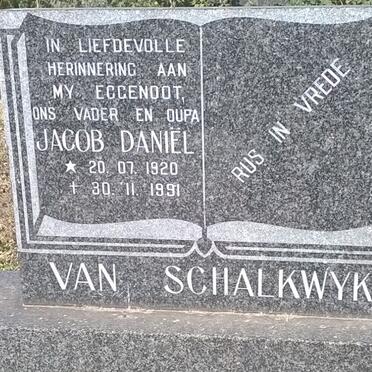 IN LIEFDEVOLLE
HERINNERING AAN
MY EGGENOOT,
ONS VADER EN OUPA
JACOB DANIËL
★ 20. 07. 1920
✝ 30. 11. 1991
RUS IN VREDE
VAN SCHALKWYK